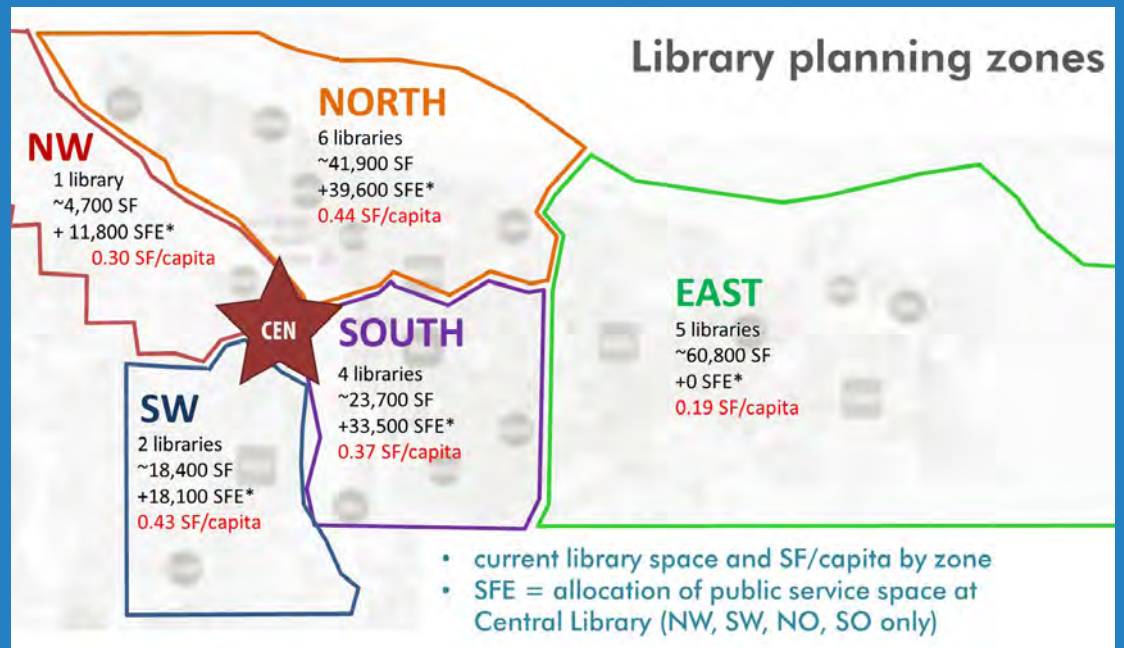 Library planning zones
NORTH
6 libraries
~41,900 SF
+39,600 SFE*
0.44 SF/capita
NW
1 library
~4,700 SF
+ 11,800 SFE*
0.30 SF/capita
EAST
5 libraries
~60,800 SF
+0 SFE*
0.19 SF/capita
CEN
SOUTH
4 libraries
~23,700 SF
+33,500 SFE*
0.37 SF/capita
SW
2 libraries
~18,400 SF
+18,100 SFE*
0.43 SF/capita
• current library space and SF/capita by zone
• SFE = allocation of public service space at
Central Library (NW, SW, NO, SO only)